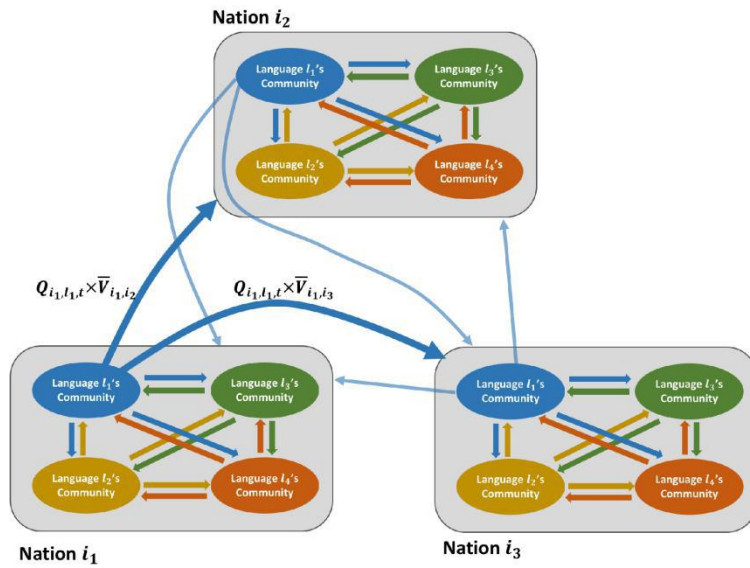 Nation i₂
Language l₁'s
Community
Language l₃'s
Community
Language l₂'s
Community
Language l₄'s
Community
Q_{i₁,l₁,t}×V̅_{i₁,i₂}
Q_{i₁,l₁,t}×V̅_{i₁,i₃}
Language l₁'s
Community
Language l₃'s
Community
Language l₂'s
Community
Language l₄'s
Community
Nation i₁
Language l₁'s
Community
Language l₃'s
Community
Language l₂'s
Community
Language l₄'s
Community
Nation i₃